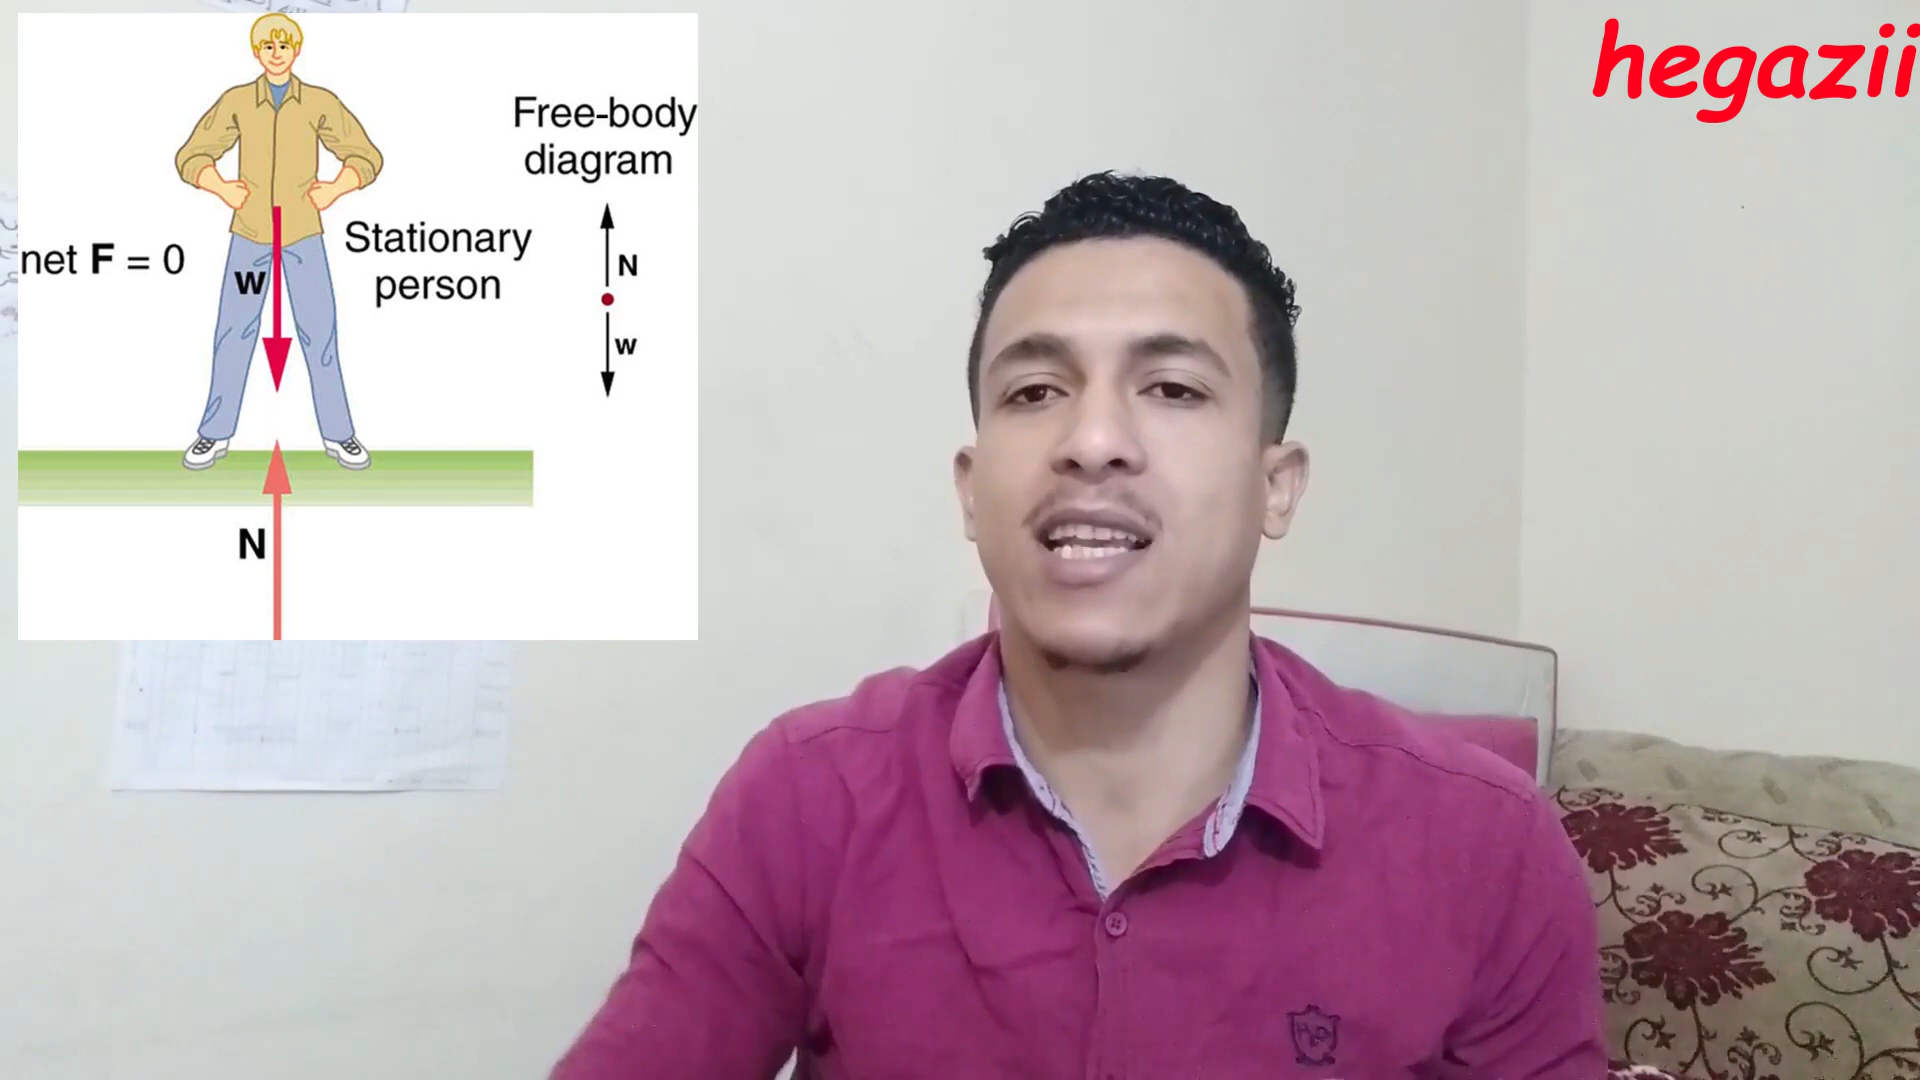 hegazii
Free-body
diagram
net F = 0
W
Stationary
person
N
w
N